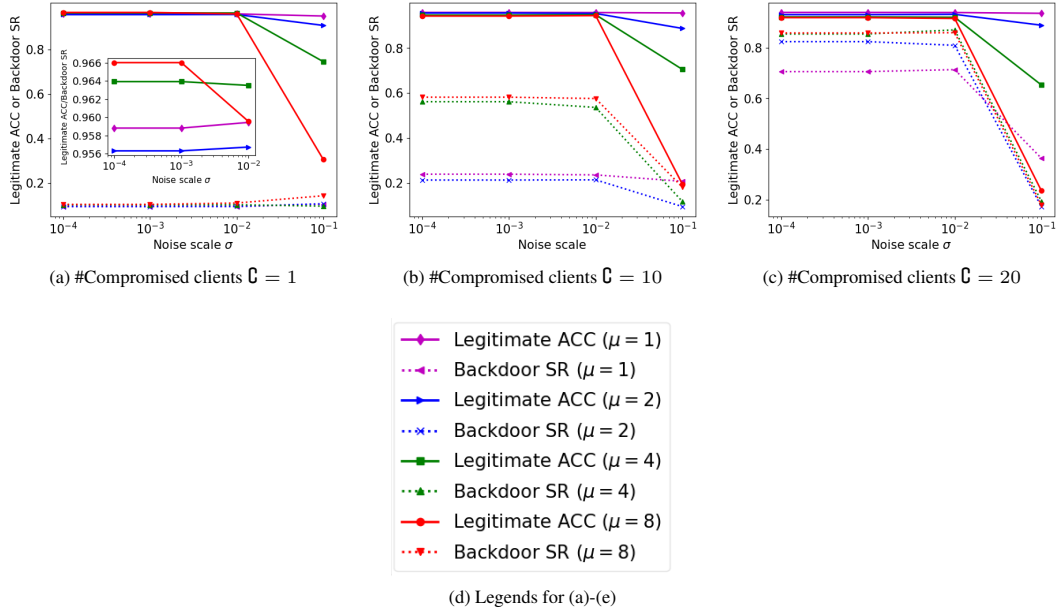 Legitimate ACC or Backdoor SR
0.8
0.6
0.4
0.2
Legitimate ACC/Backdoor SR
0.966
0.964
0.962
0.960
0.958
0.956
10⁻⁴ 10⁻³ 10⁻²
Noise scale σ
10⁻⁴ 10⁻³ 10⁻² 10⁻¹
Noise scale σ
(a) #Compromised clients C = 1
Legitimate ACC or Backdoor SR
0.8
0.6
0.4
0.2
10⁻⁴ 10⁻³ 10⁻² 10⁻¹
Noise scale
(b) #Compromised clients C = 10
Legitimate ACC or Backdoor SR
0.8
0.6
0.4
0.2
10⁻⁴ 10⁻³ 10⁻² 10⁻¹
Noise scale σ
(c) #Compromised clients C = 20
Legitimate ACC (μ = 1)
Backdoor SR (μ = 1)
Legitimate ACC (μ = 2)
Backdoor SR (μ = 2)
Legitimate ACC (μ = 4)
Backdoor SR (μ = 4)
Legitimate ACC (μ = 8)
Backdoor SR (μ = 8)
(d) Legends for (a)-(e)